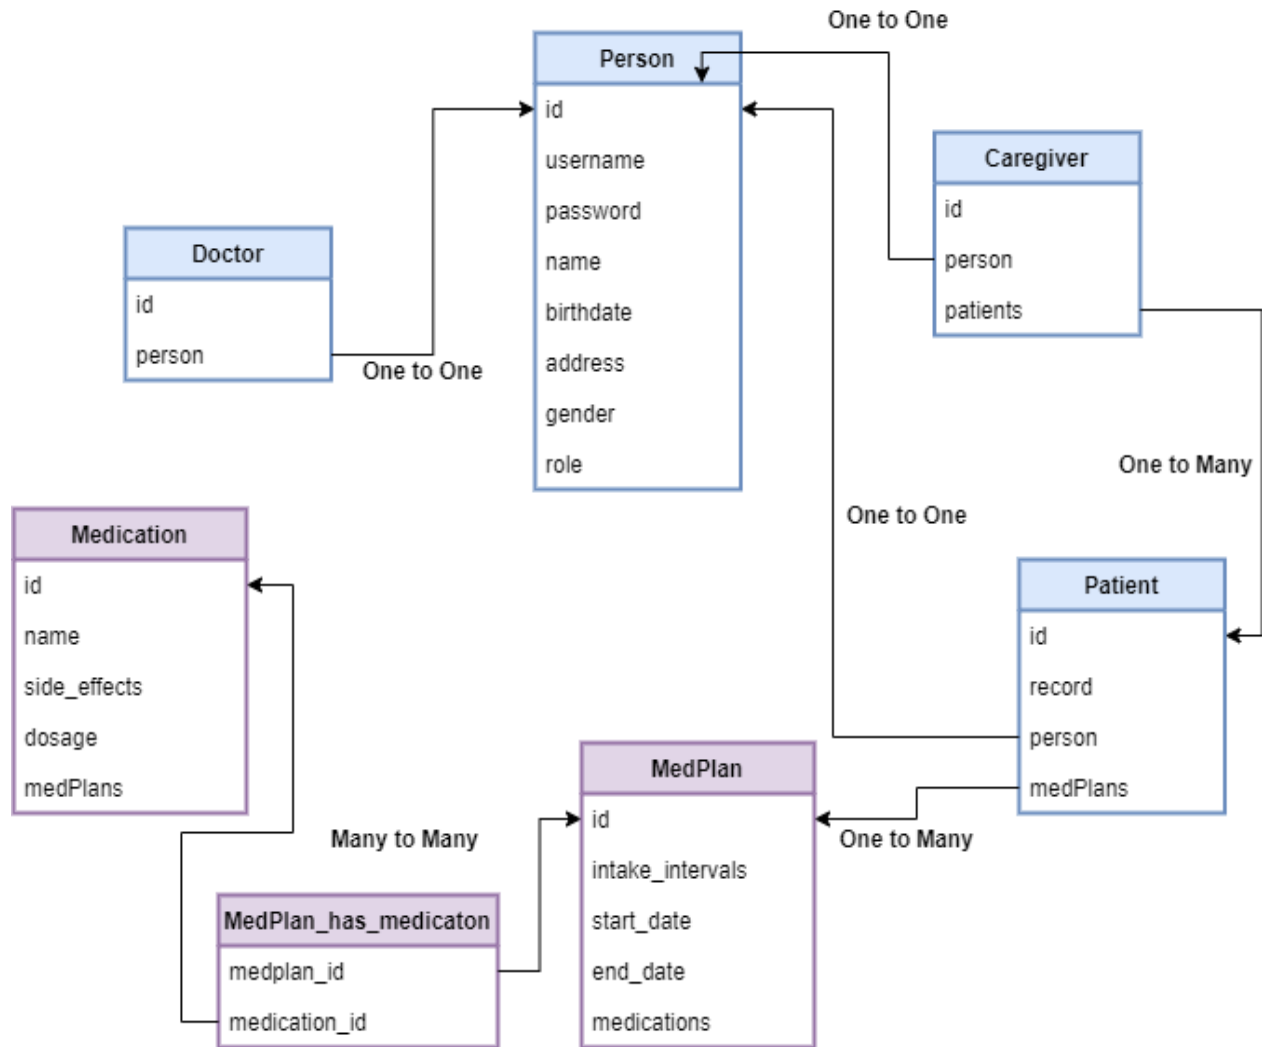 One to One
Person
id
username
password
name
birthdate
address
gender
role
Caregiver
id
person
patients
Doctor
id
person
One to One
One to Many
One to One
Medication
id
name
side_effects
dosage
medPlans
Patient
id
record
person
medPlans
MedPlan
id
intake_intervals
start_date
end_date
medications
Many to Many
One to Many
MedPlan_has_medicaton
medplan_id
medication_id